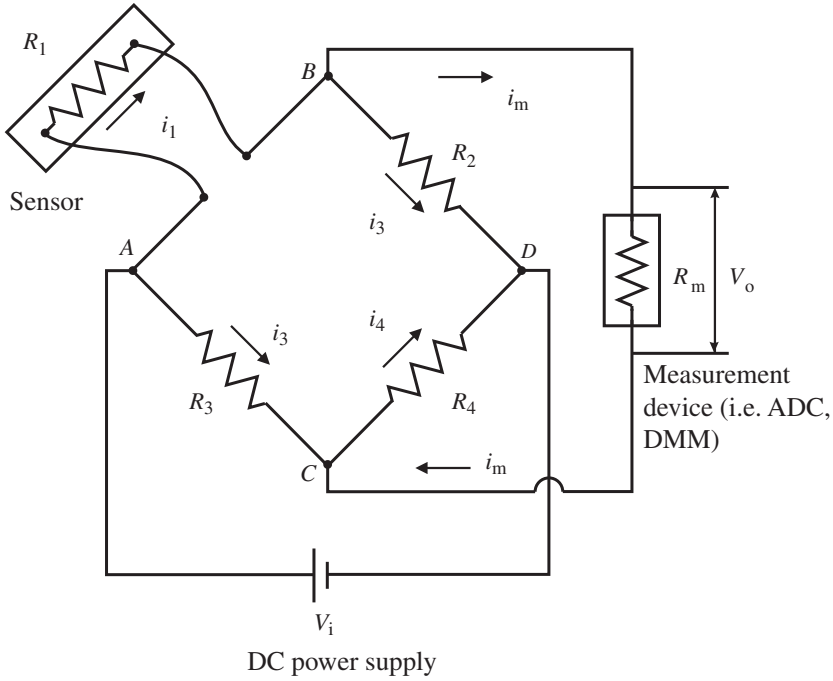 R1
i1
Sensor
B
im
R2
i3
A
D
i3
i4
R3
R4
C
im
Rm
Vo
Measurement
device (i.e. ADC,
DMM)
Vi
DC power supply